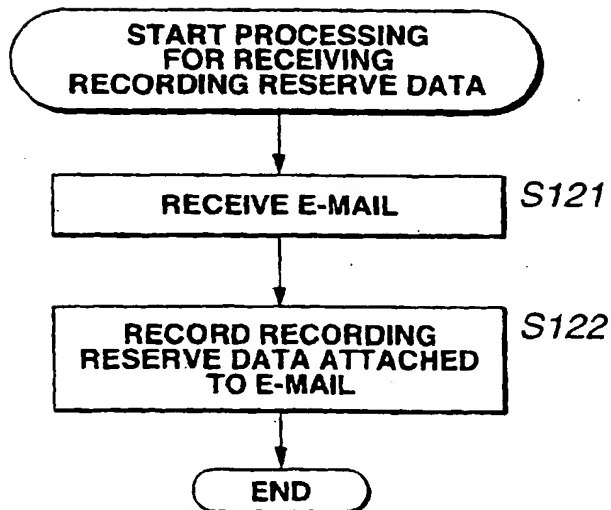 START PROCESSING
FOR RECEIVING
RECORDING RESERVE DATA
RECEIVE E-MAIL
S121
RECORD RECORDING
RESERVE DATA ATTACHED
TO E-MAIL
S122
END